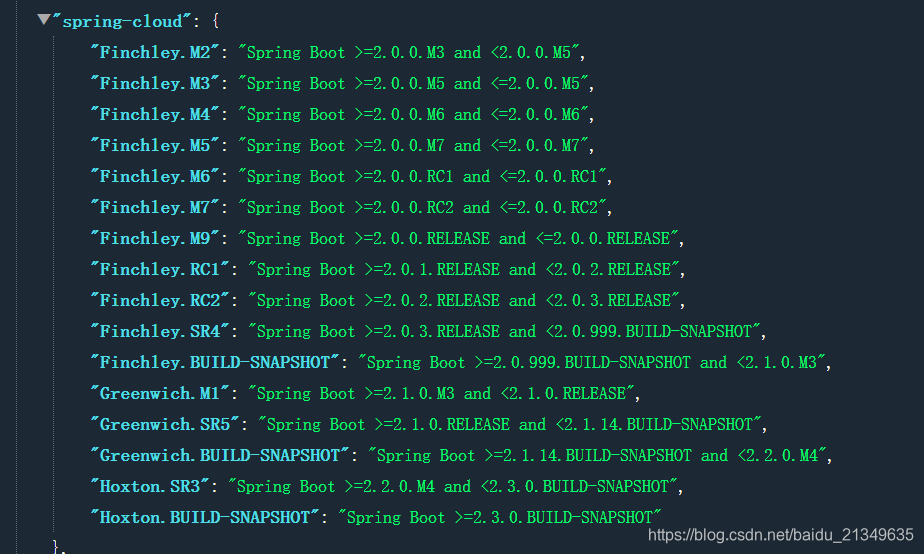 ▼"spring-cloud": {
"Finchley.M2": "Spring Boot >=2.0.0.M3 and <2.0.0.M5",
"Finchley.M3": "Spring Boot >=2.0.0.M5 and <=2.0.0.M5",
"Finchley.M4": "Spring Boot >=2.0.0.M6 and <=2.0.0.M6",
"Finchley.M5": "Spring Boot >=2.0.0.M7 and <=2.0.0.M7",
"Finchley.M6": "Spring Boot >=2.0.0.RC1 and <=2.0.0.RC1",
"Finchley.M7": "Spring Boot >=2.0.0.RC2 and <=2.0.0.RC2",
"Finchley.M9": "Spring Boot >=2.0.0.RELEASE and <=2.0.0.RELEASE",
"Finchley.RC1": "Spring Boot >=2.0.1.RELEASE and <2.0.2.RELEASE",
"Finchley.RC2": "Spring Boot >=2.0.2.RELEASE and <2.0.3.RELEASE",
"Finchley.SR4": "Spring Boot >=2.0.3.RELEASE and <2.0.999.BUILD-SNAPSHOT",
"Finchley.BUILD-SNAPSHOT": "Spring Boot >=2.0.999.BUILD-SNAPSHOT and <2.1.0.M3",
"Greenwich.M1": "Spring Boot >=2.1.0.M3 and <2.1.0.RELEASE",
"Greenwich.SR5": "Spring Boot >=2.1.0.RELEASE and <2.1.14.BUILD-SNAPSHOT",
"Greenwich.BUILD-SNAPSHOT": "Spring Boot >=2.1.14.BUILD-SNAPSHOT and <2.2.0.M4",
"Hoxton.SR3": "Spring Boot >=2.2.0.M4 and <2.3.0.BUILD-SNAPSHOT",
"Hoxton.BUILD-SNAPSHOT": "Spring Boot >=2.3.0.BUILD-SNAPSHOT"
},
https://blog.csdn.net/baidu_21349635